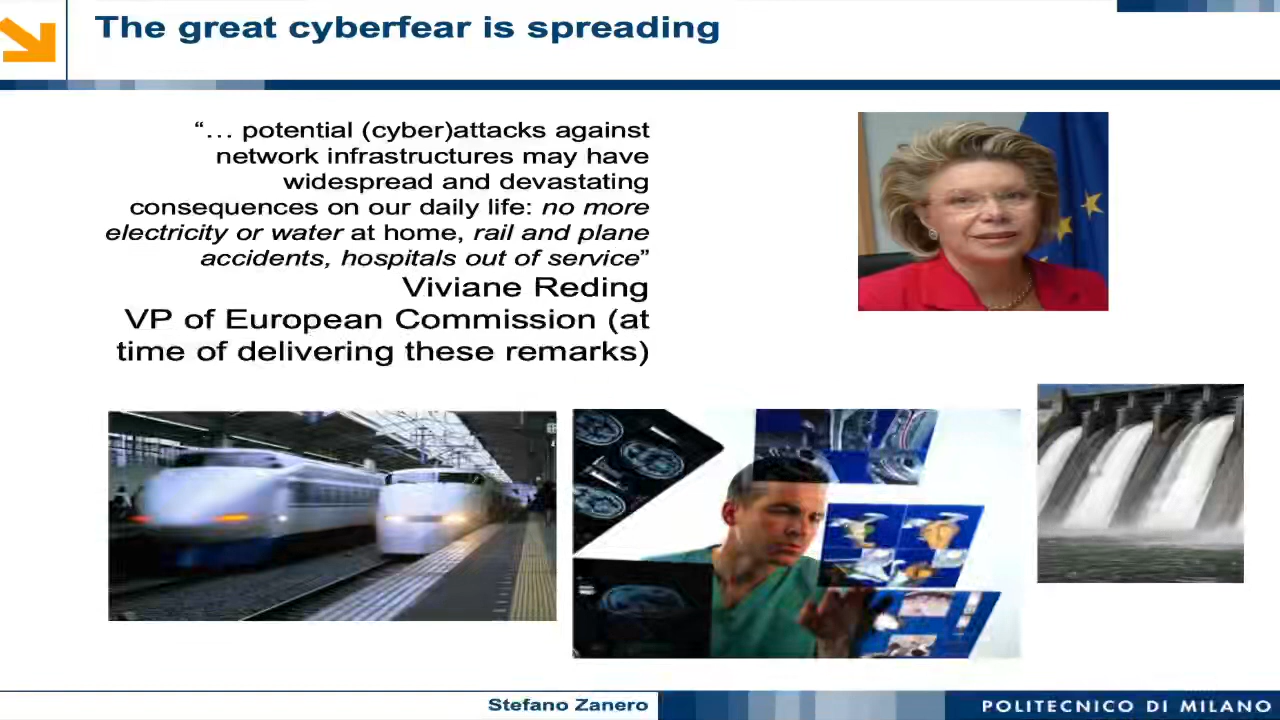 The great cyberfear is spreading
“… potential (cyber)attacks against
network infrastructures may have
widespread and devastating
consequences on our daily life: no more
electricity or water at home, rail and plane
accidents, hospitals out of service”
Viviane Reding
VP of European Commission (at
time of delivering these remarks)
Stefano Zanero
POLITECNICO DI MILANO